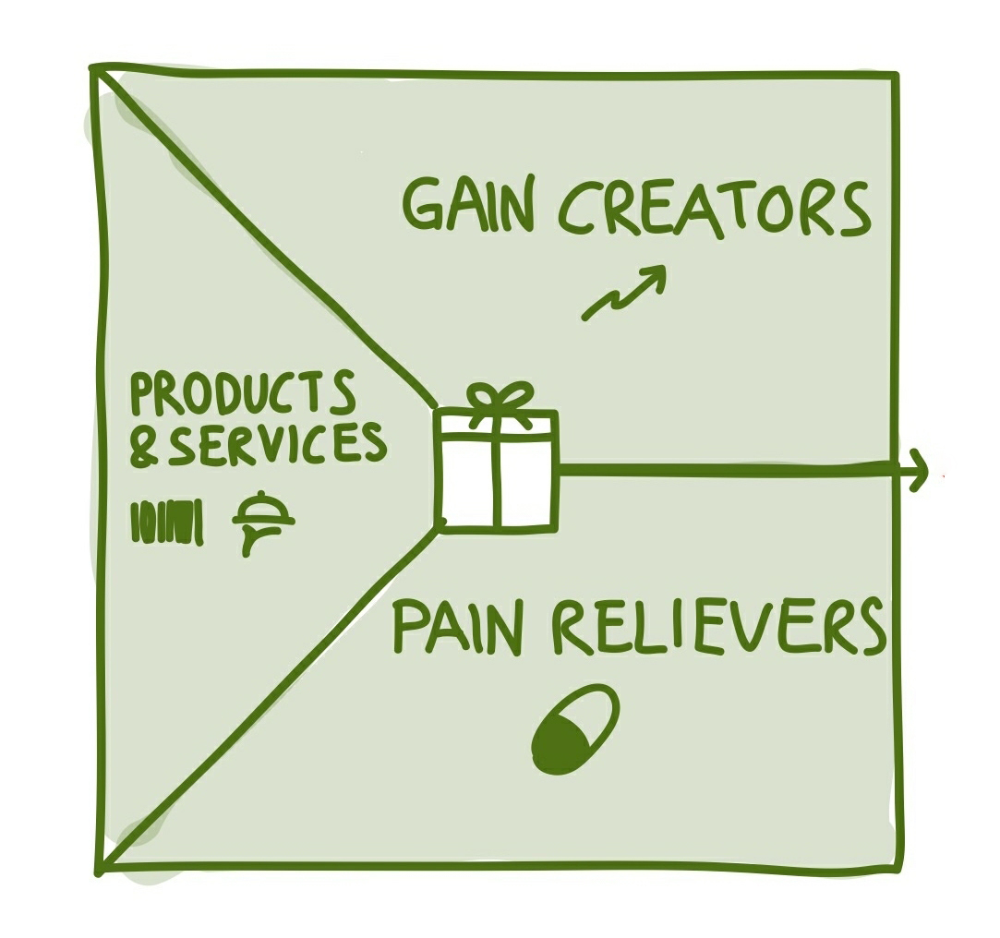 GAIN CREATORS
PRODUCTS
& SERVICES
PAIN RELIEVERS